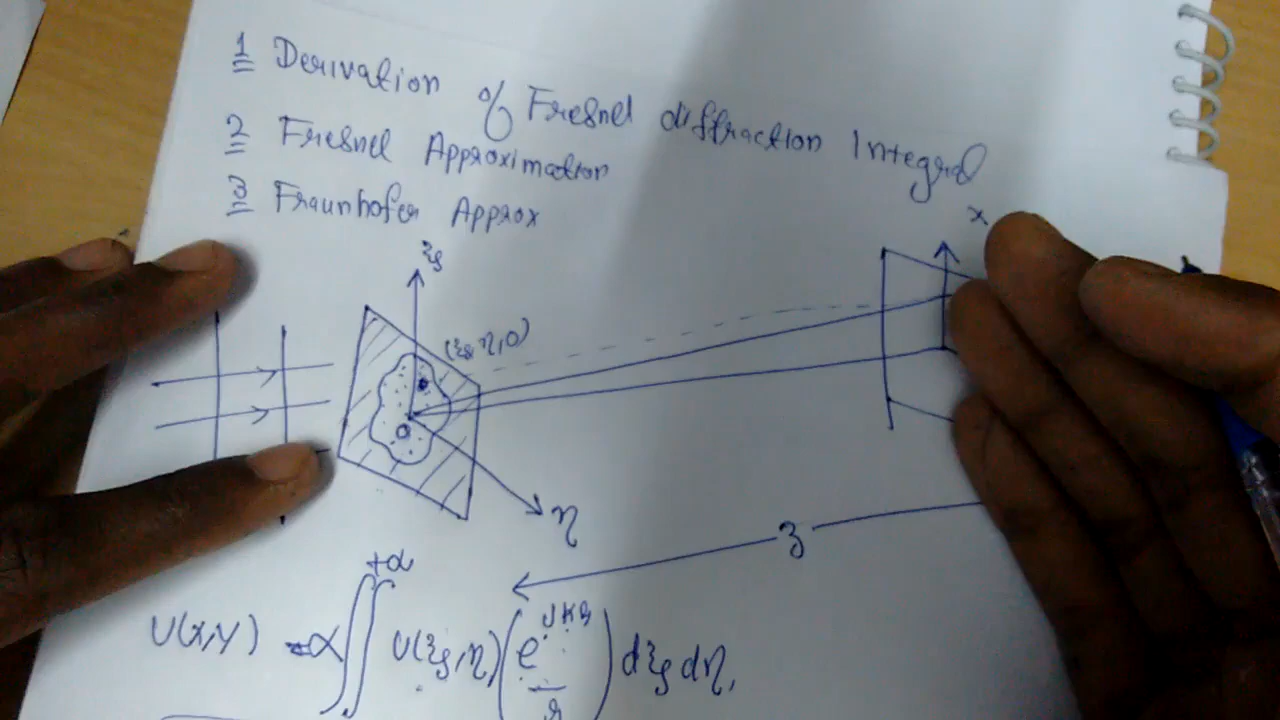 1 Derivation of Fresnel diffraction Integral
2 Fresnel Approximation
3 Fraunhofer Approx
x
ξ
(ξ, η, 0)
η
z
+α
U(x,y) = ∬ U(ξ,η) (e^{jkr}/r) dξ dη,
-α